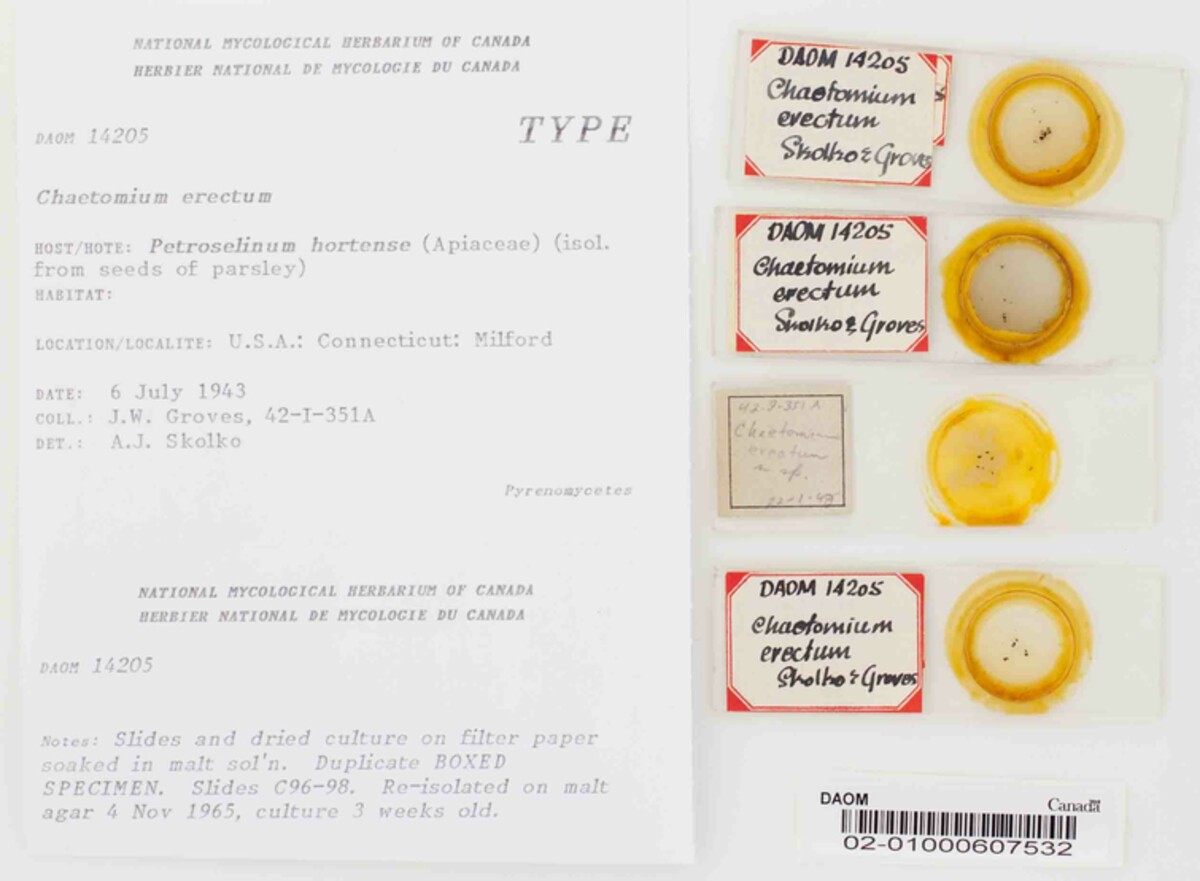 NATIONAL MYCOLOGICAL HERBARIUM OF CANADA
HERBIER NATIONAL DE MYCOLOGIE DU CANADA
DAOM 14205
TYPE
Chaetomium erectum
HOST/HOTE: Petroselinum hortense (Apiaceae) (isol.
from seeds of parsley)
HABITAT:
LOCATION/LOCALITE: U.S.A.: Connecticut: Milford
DATE: 6 July 1943
COLL.: J.W. Groves, 42-I-351A
DET.: A.J. Skolko
Pyrenomycetes
NATIONAL MYCOLOGICAL HERBARIUM OF CANADA
HERBIER NATIONAL DE MYCOLOGIE DU CANADA
DAOM 14205
Notes: Slides and dried culture on filter paper
soaked in malt sol'n. Duplicate BOXED
SPECIMEN. Slides C96-98. Re-isolated on malt
agar 4 Nov 1965, culture 3 weeks old.
DAOM 14205
Chaetomium
erectum
Skolko & Groves
DAOM 14205
Chaetomium
erectum
Skolko & Groves
Chaetomium
erectum
n sp.
DAOM 14205
Chaetomium
erectum
Skolko & Groves
DAOM
Canada
02-01000607532